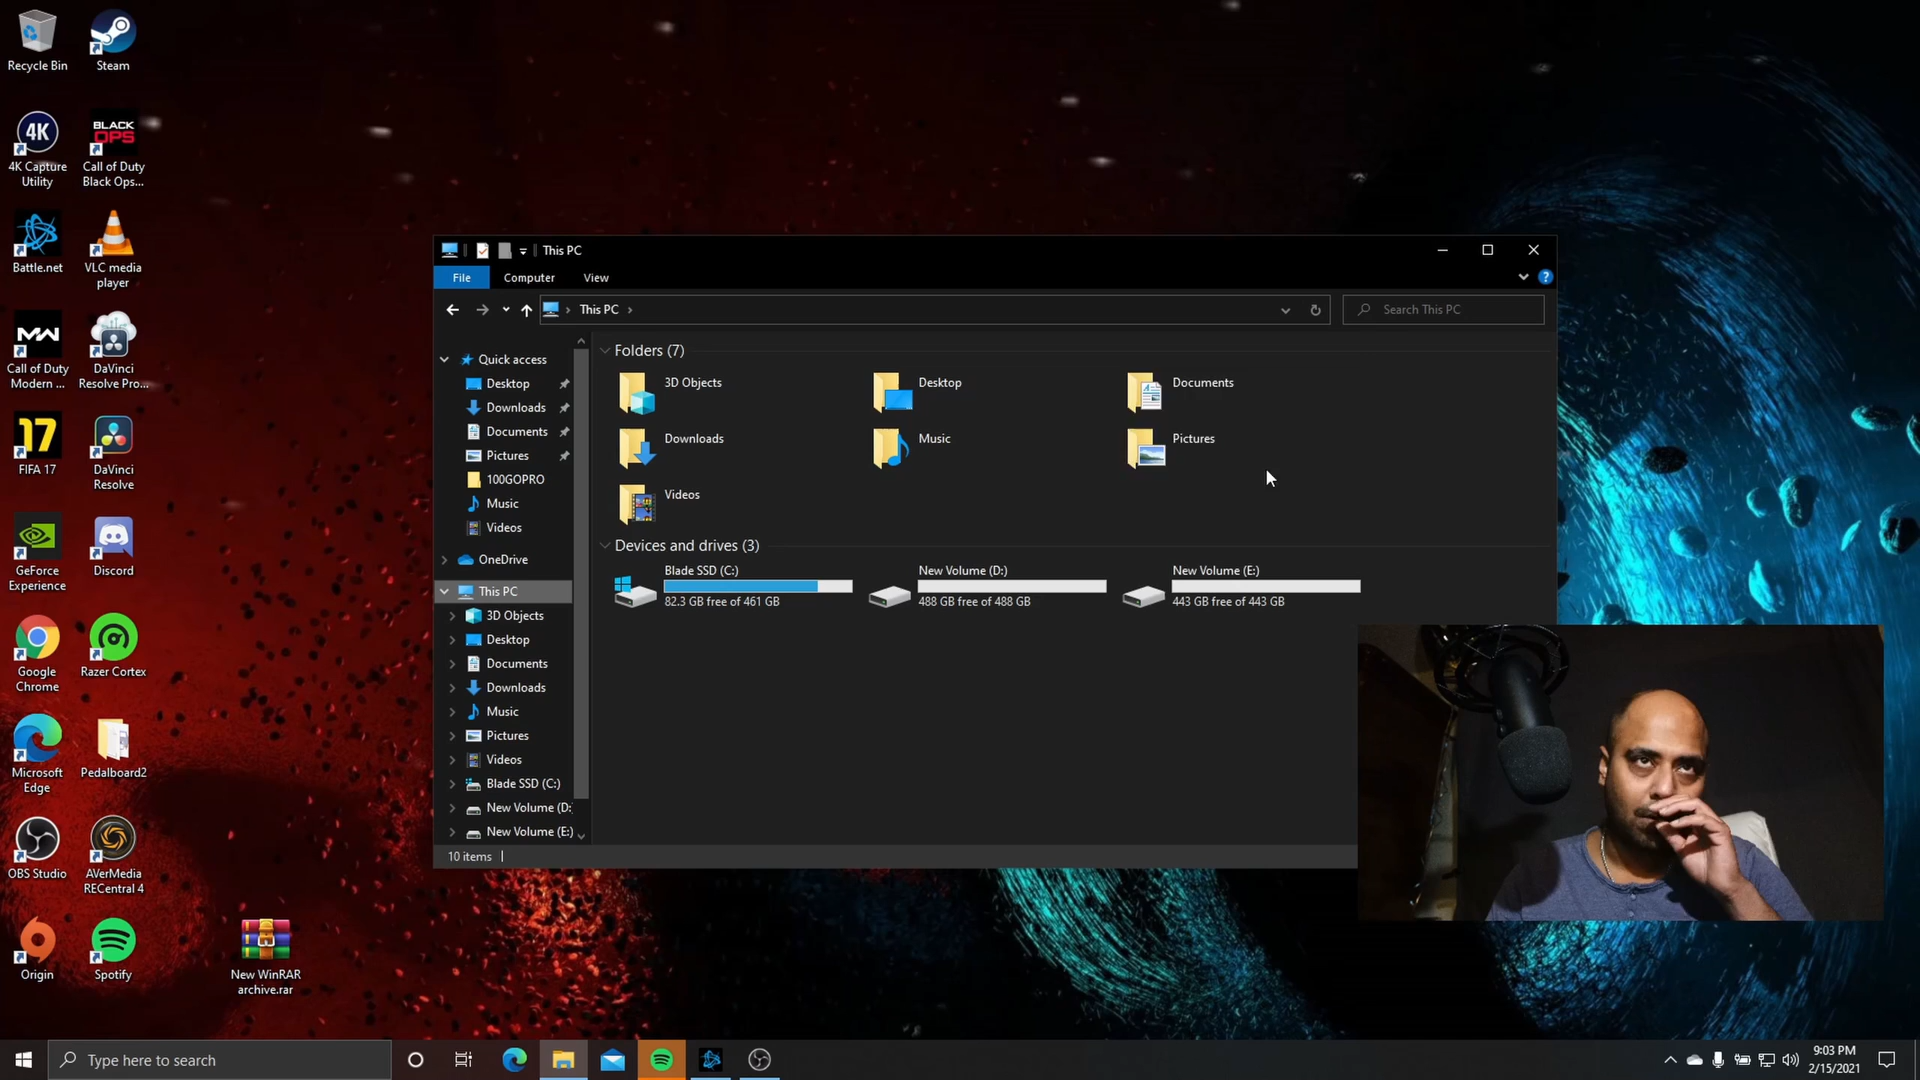 Recycle Bin
Steam
4K
4K Capture
Utility
BLACK
OPS
Call of Duty
Black Ops...
Battle.net
VLC media
player
MW
Call of Duty
Modern ...
DaVinci
Resolve Pro...
17
FIFA 17
DaVinci
Resolve
GeForce
Experience
Discord
Google
Chrome
Razer Cortex
Microsoft
Edge
Pedalboard2
OBS Studio
AVerMedia
RECentral 4
Origin
Spotify
New WinRAR
archive.rar
This PC
File
Computer
View
This PC
Search This PC
Quick access
Desktop
Downloads
Documents
Pictures
100GOPRO
Music
Videos
OneDrive
This PC
3D Objects
Desktop
Documents
Downloads
Music
Pictures
Videos
Blade SSD (C:)
New Volume (D:
New Volume (E:)
Folders (7)
3D Objects
Desktop
Documents
Downloads
Music
Pictures
Videos
Devices and drives (3)
Blade SSD (C:)
82.3 GB free of 461 GB
New Volume (D:)
488 GB free of 488 GB
New Volume (E:)
443 GB free of 443 GB
10 items
Type here to search
9:03 PM
2/15/2021